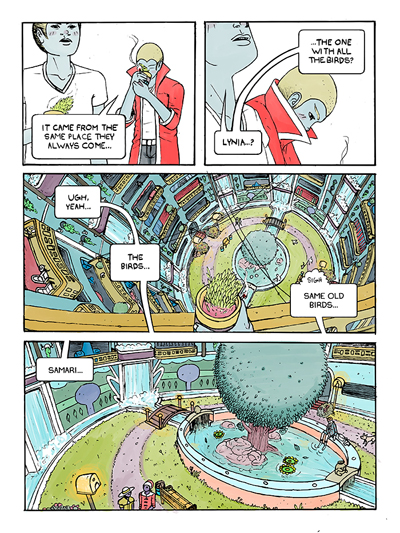 IT CAME FROM THE
SAME PLACE THEY
ALWAYS COME...
...THE ONE
WITH ALL
THE BIRDS?
LYNIA...?
UGH,
YEAH...
THE
BIRDS...
SIGH
SAME OLD
BIRDS...
SAMARI...